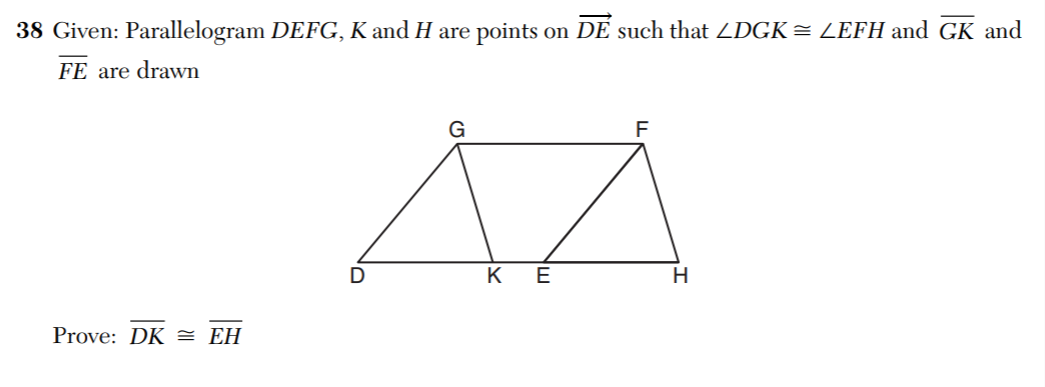 38 Given: Parallelogram DEFG, K and H are points on DE such that ∠DGK ≅ ∠EFH and GK and
FE are drawn
G F
D K E H
Prove: DK ≅ EH